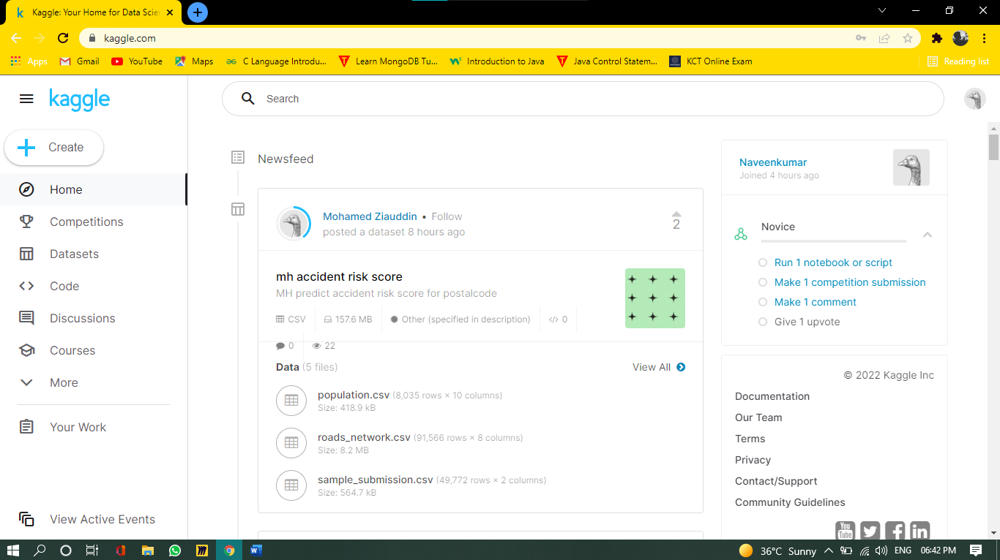 Kaggle: Your Home for Data Scie
kaggle.com
Apps Gmail YouTube Maps C Language Introdu... Learn MongoDB Tu... Introduction to Java Java Control Statem... KCT Online Exam Reading list
kaggle
Search
Create
Home
Competitions
Datasets
Code
Discussions
Courses
More
Your Work
View Active Events
Newsfeed
Mohamed Ziauddin • Follow
posted a dataset 8 hours ago
2
mh accident risk score
MH predict accident risk score for postalcode
CSV 157.6 MB Other (specified in description) 0
0 22
Data (5 files) View All
population.csv (8,035 rows × 10 columns)
Size: 418.9 kB
roads_network.csv (91,566 rows × 8 columns)
Size: 8.2 MB
sample_submission.csv (49,772 rows × 2 columns)
Size: 564.7 kB
Naveenkumar
Joined 4 hours ago
Novice
Run 1 notebook or script
Make 1 competition submission
Make 1 comment
Give 1 upvote
© 2022 Kaggle Inc
Documentation
Our Team
Terms
Privacy
Contact/Support
Community Guidelines
You
Tube
36°C Sunny ENG 06:42 PM